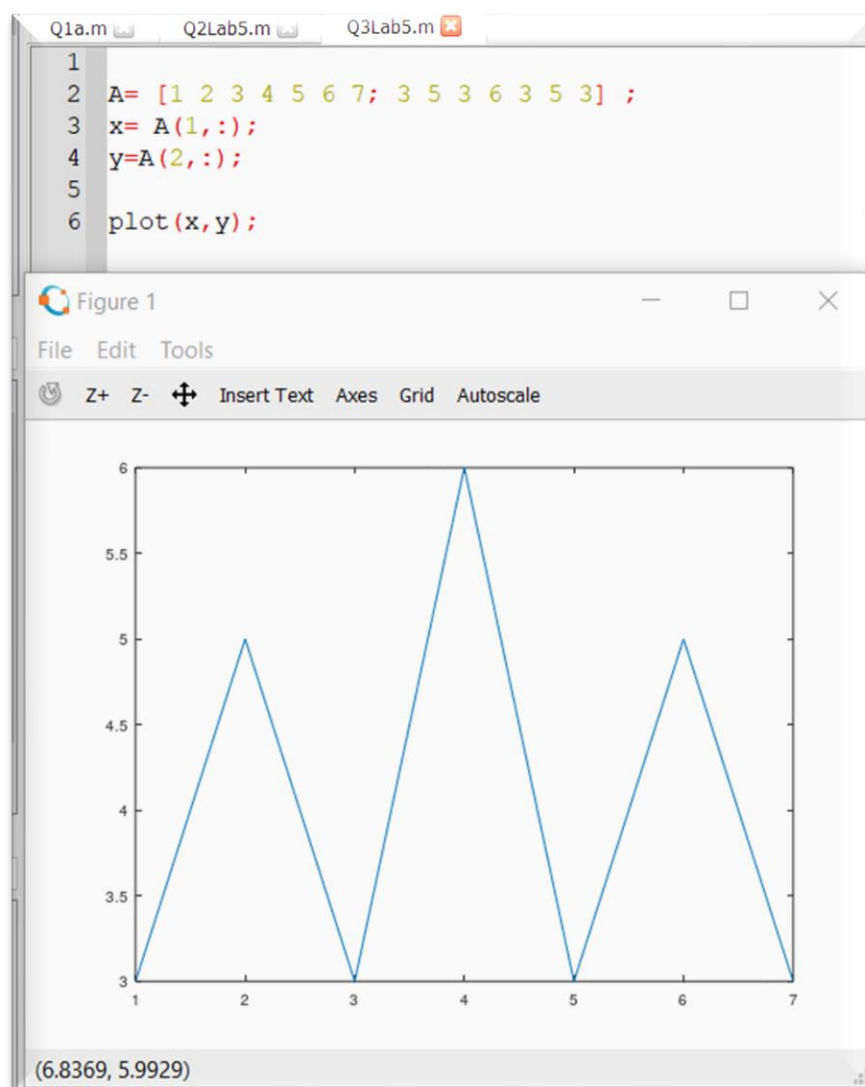 Q1a.m Q2Lab5.m Q3Lab5.m
1
2 A= [1 2 3 4 5 6 7; 3 5 3 6 3 5 3] ;
3 x= A(1,:);
4 y=A(2,:);
5
6 plot(x,y);
Figure 1
File Edit Tools
Z+ Z- Insert Text Axes Grid Autoscale
6
5.5
5
4.5
4
3.5
3
1 2 3 4 5 6 7
(6.8369, 5.9929)